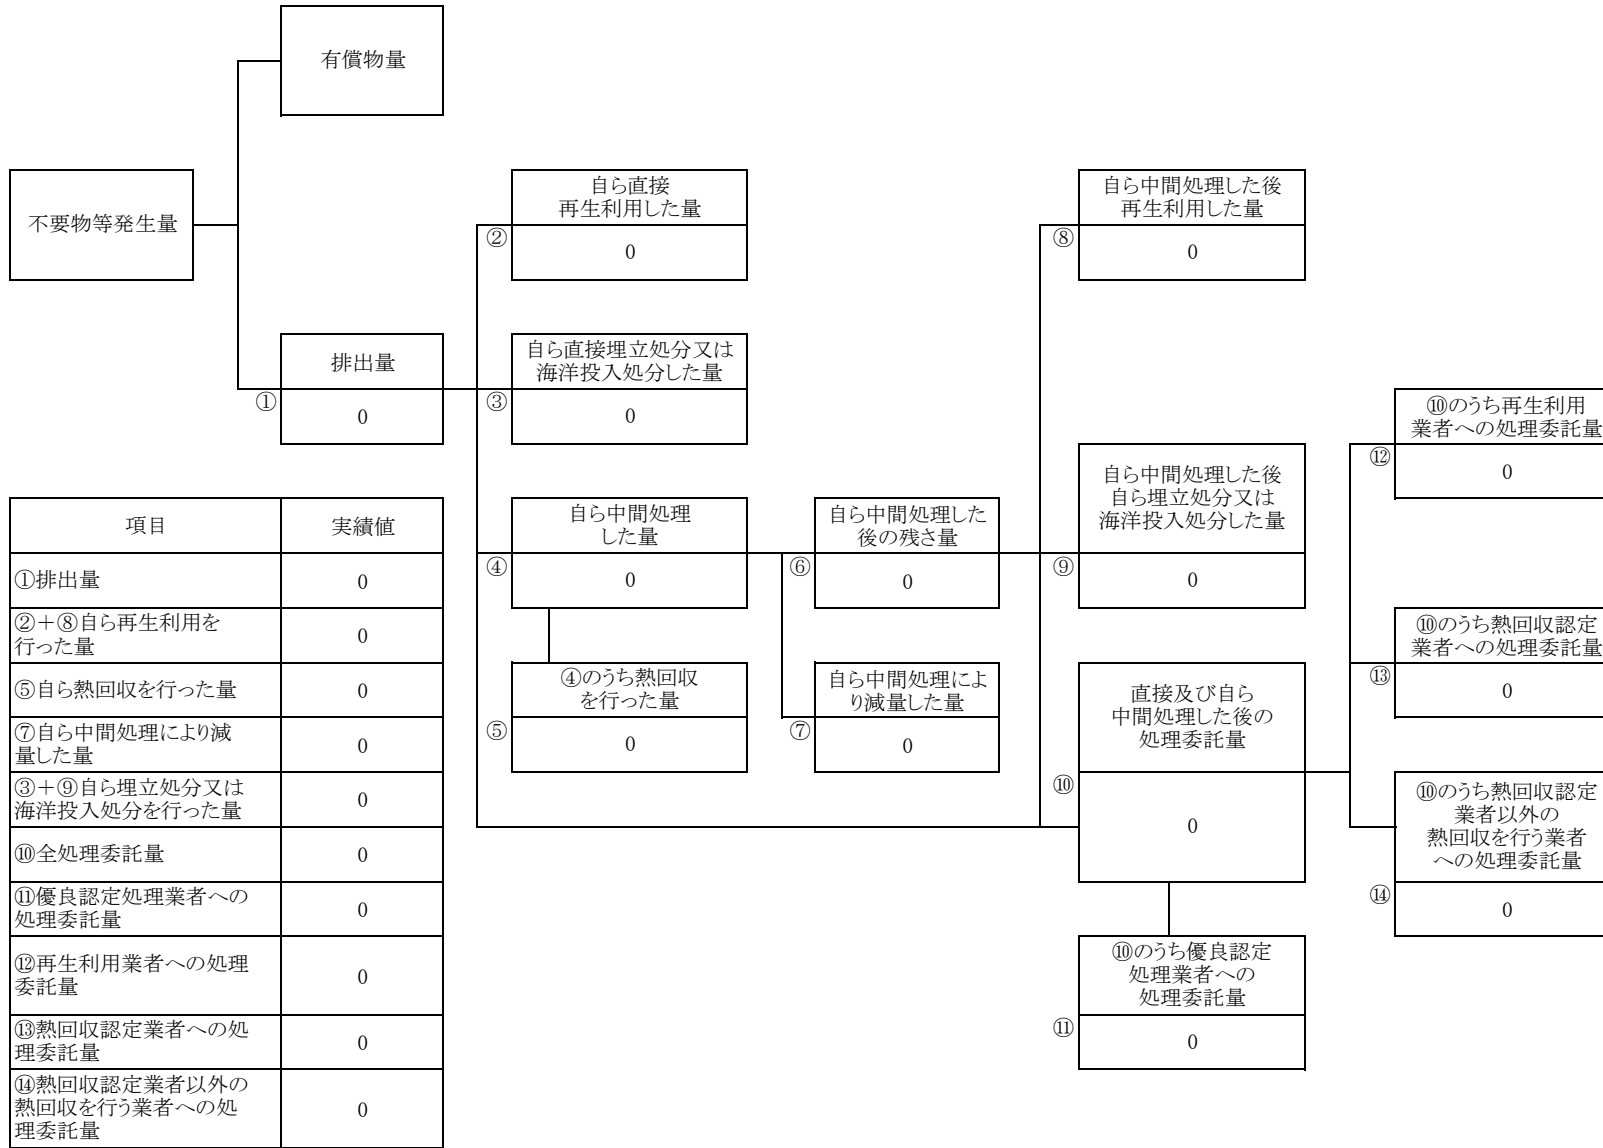 有償物量
不要物等発生量
自ら直接
再生利用した量
②
0
自ら中間処理した後
再生利用した量
⑧
0
排出量
①
0
自ら直接埋立処分又は
海洋投入処分した量
③
0
⑩のうち再生利用
業者への処理委託量
⑫
0
自ら中間処理
した量
④
0
自ら中間処理した
後の残さ量
⑥
0
自ら中間処理した後
自ら埋立処分又は
海洋投入処分した量
⑨
0
⑩のうち熱回収認定
業者への処理委託量
⑬
0
④のうち熱回収
を行った量
⑤
0
自ら中間処理によ
り減量した量
⑦
0
直接及び自ら
中間処理した後の
処理委託量
⑩
0
⑩のうち熱回収認定
業者以外の
熱回収を行う業者
への処理委託量
⑭
0
⑩のうち優良認定
処理業者への
処理委託量
⑪
0
項目 実績値
①排出量 0
②＋⑧自ら再生利用を
行った量 0
⑤自ら熱回収を行った量 0
⑦自ら中間処理により減
量した量 0
③＋⑨自ら埋立処分又は
海洋投入処分を行った量 0
⑩全処理委託量 0
⑪優良認定処理業者への
処理委託量 0
⑫再生利用業者への処理
委託量 0
⑬熱回収認定業者への処
理委託量 0
⑭熱回収認定業者以外の
熱回収を行う業者への処
理委託量 0